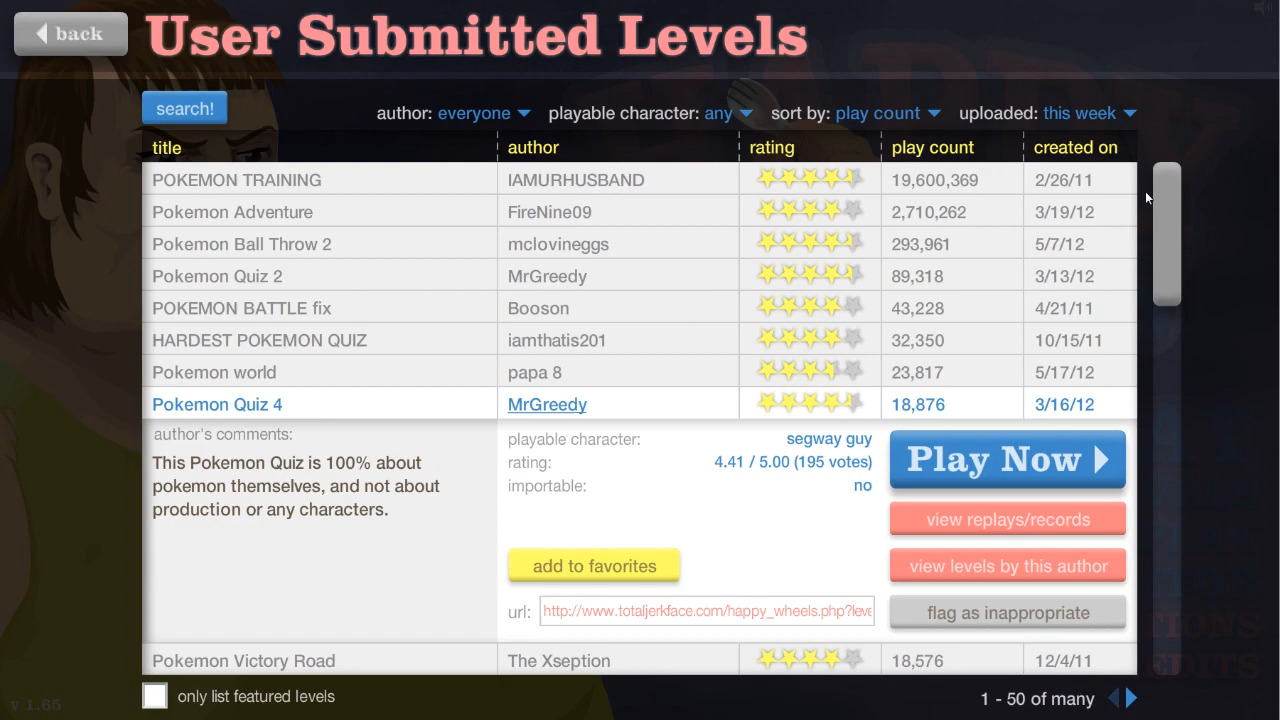 back
User Submitted Levels
search!
author: everyone playable character: any sort by: play count uploaded: this week
title author rating play count created on
POKEMON TRAINING IAMURHUSBAND 19,600,369 2/26/11
Pokemon Adventure FireNine09 2,710,262 3/19/12
Pokemon Ball Throw 2 mclovineggs 293,961 5/7/12
Pokemon Quiz 2 MrGreedy 89,318 3/13/12
POKEMON BATTLE fix Booson 43,228 4/21/11
HARDEST POKEMON QUIZ iamthatis201 32,350 10/15/11
Pokemon world papa 8 23,817 5/17/12
Pokemon Quiz 4 MrGreedy 18,876 3/16/12
author's comments:
This Pokemon Quiz is 100% about
pokemon themselves, and not about
production or any characters.
playable character: segway guy
rating: 4.41 / 5.00 (195 votes)
importable: no
add to favorites
url: http://www.totaljerkface.com/happy_wheels.php?leve
Play Now
view replays/records
view levels by this author
flag as inappropriate
Pokemon Victory Road The Xseption 18,576 12/4/11
only list featured levels
1 - 50 of many
v 1.65
TIONS
EDITS